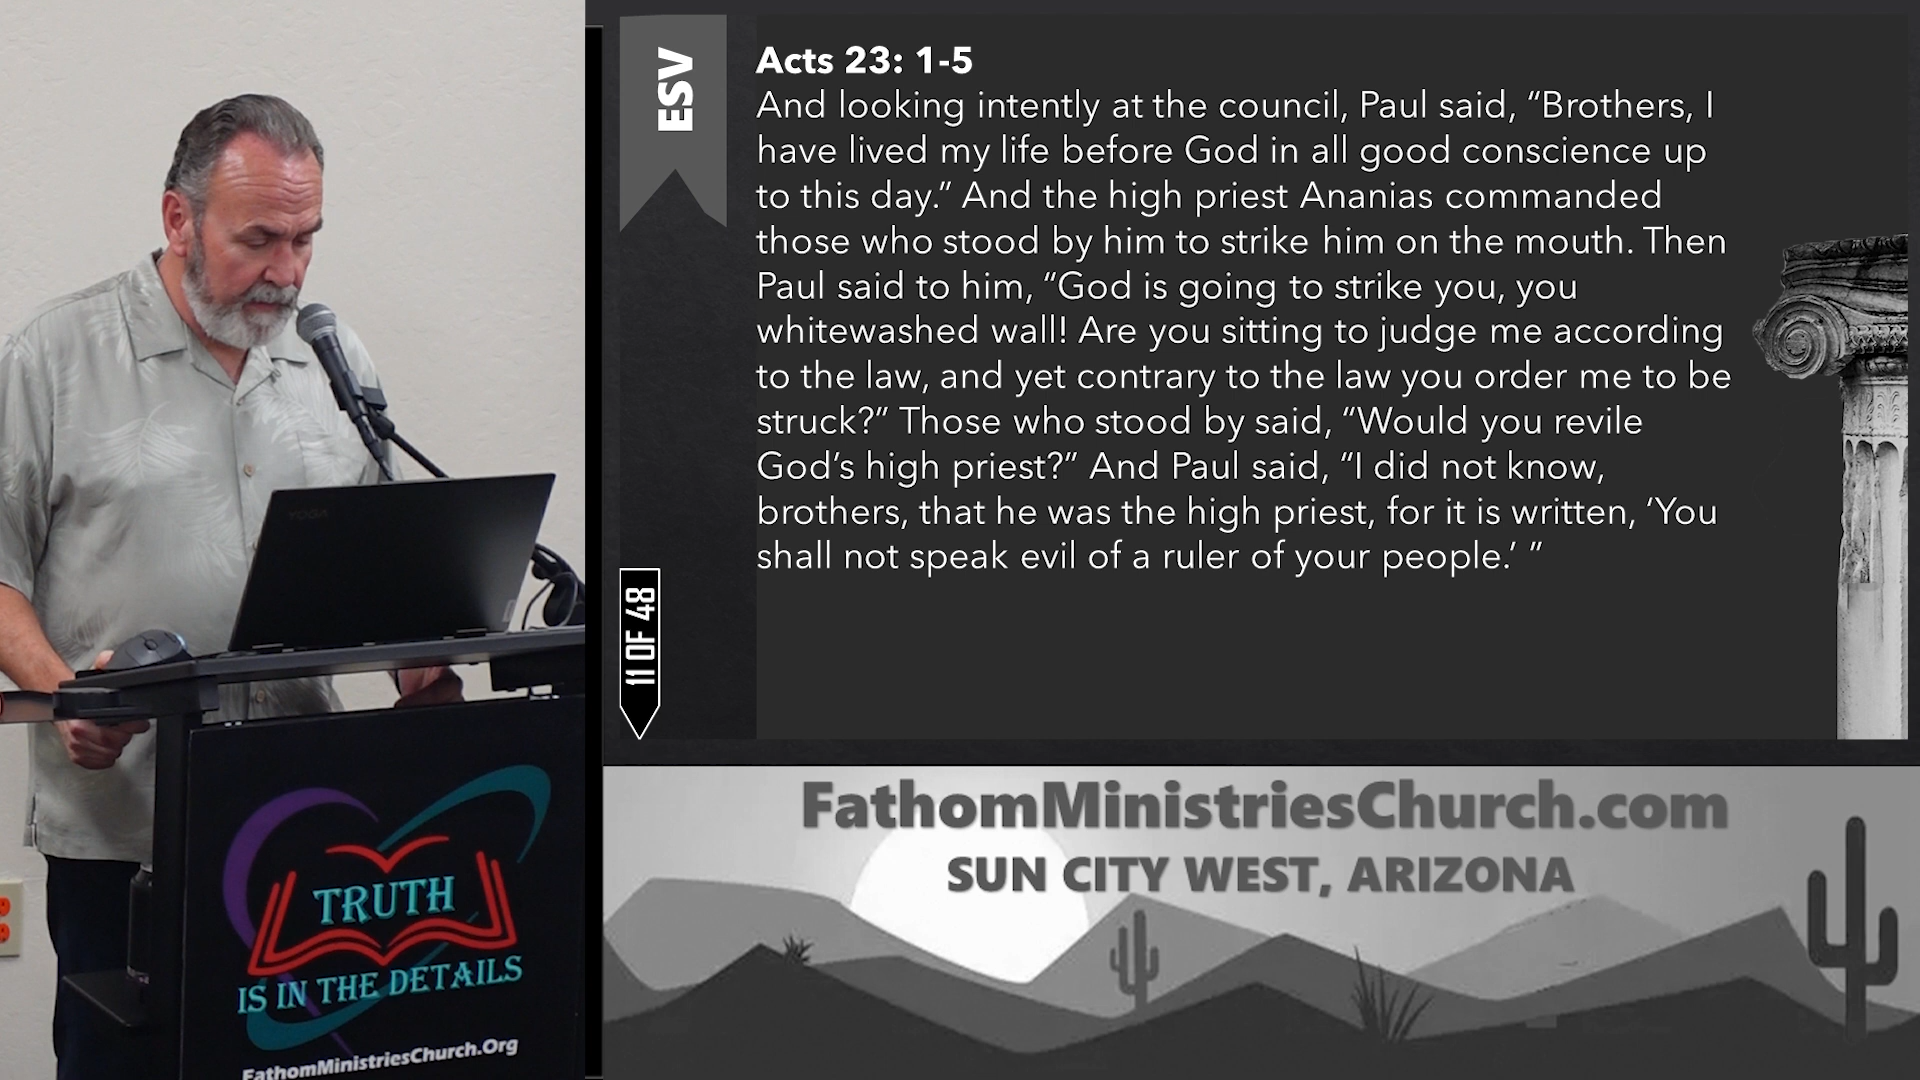 ESV
Acts 23: 1-5
And looking intently at the council, Paul said, “Brothers, I
have lived my life before God in all good conscience up
to this day.” And the high priest Ananias commanded
those who stood by him to strike him on the mouth. Then
Paul said to him, “God is going to strike you, you
whitewashed wall! Are you sitting to judge me according
to the law, and yet contrary to the law you order me to be
struck?” Those who stood by said, “Would you revile
God’s high priest?” And Paul said, “I did not know,
brothers, that he was the high priest, for it is written, ‘You
shall not speak evil of a ruler of your people.’ ”
11 OF 48
FathomMinistriesChurch.com
SUN CITY WEST, ARIZONA
YOGA
TRUTH
IS IN THE DETAILS
FathomMinistriesChurch.Org